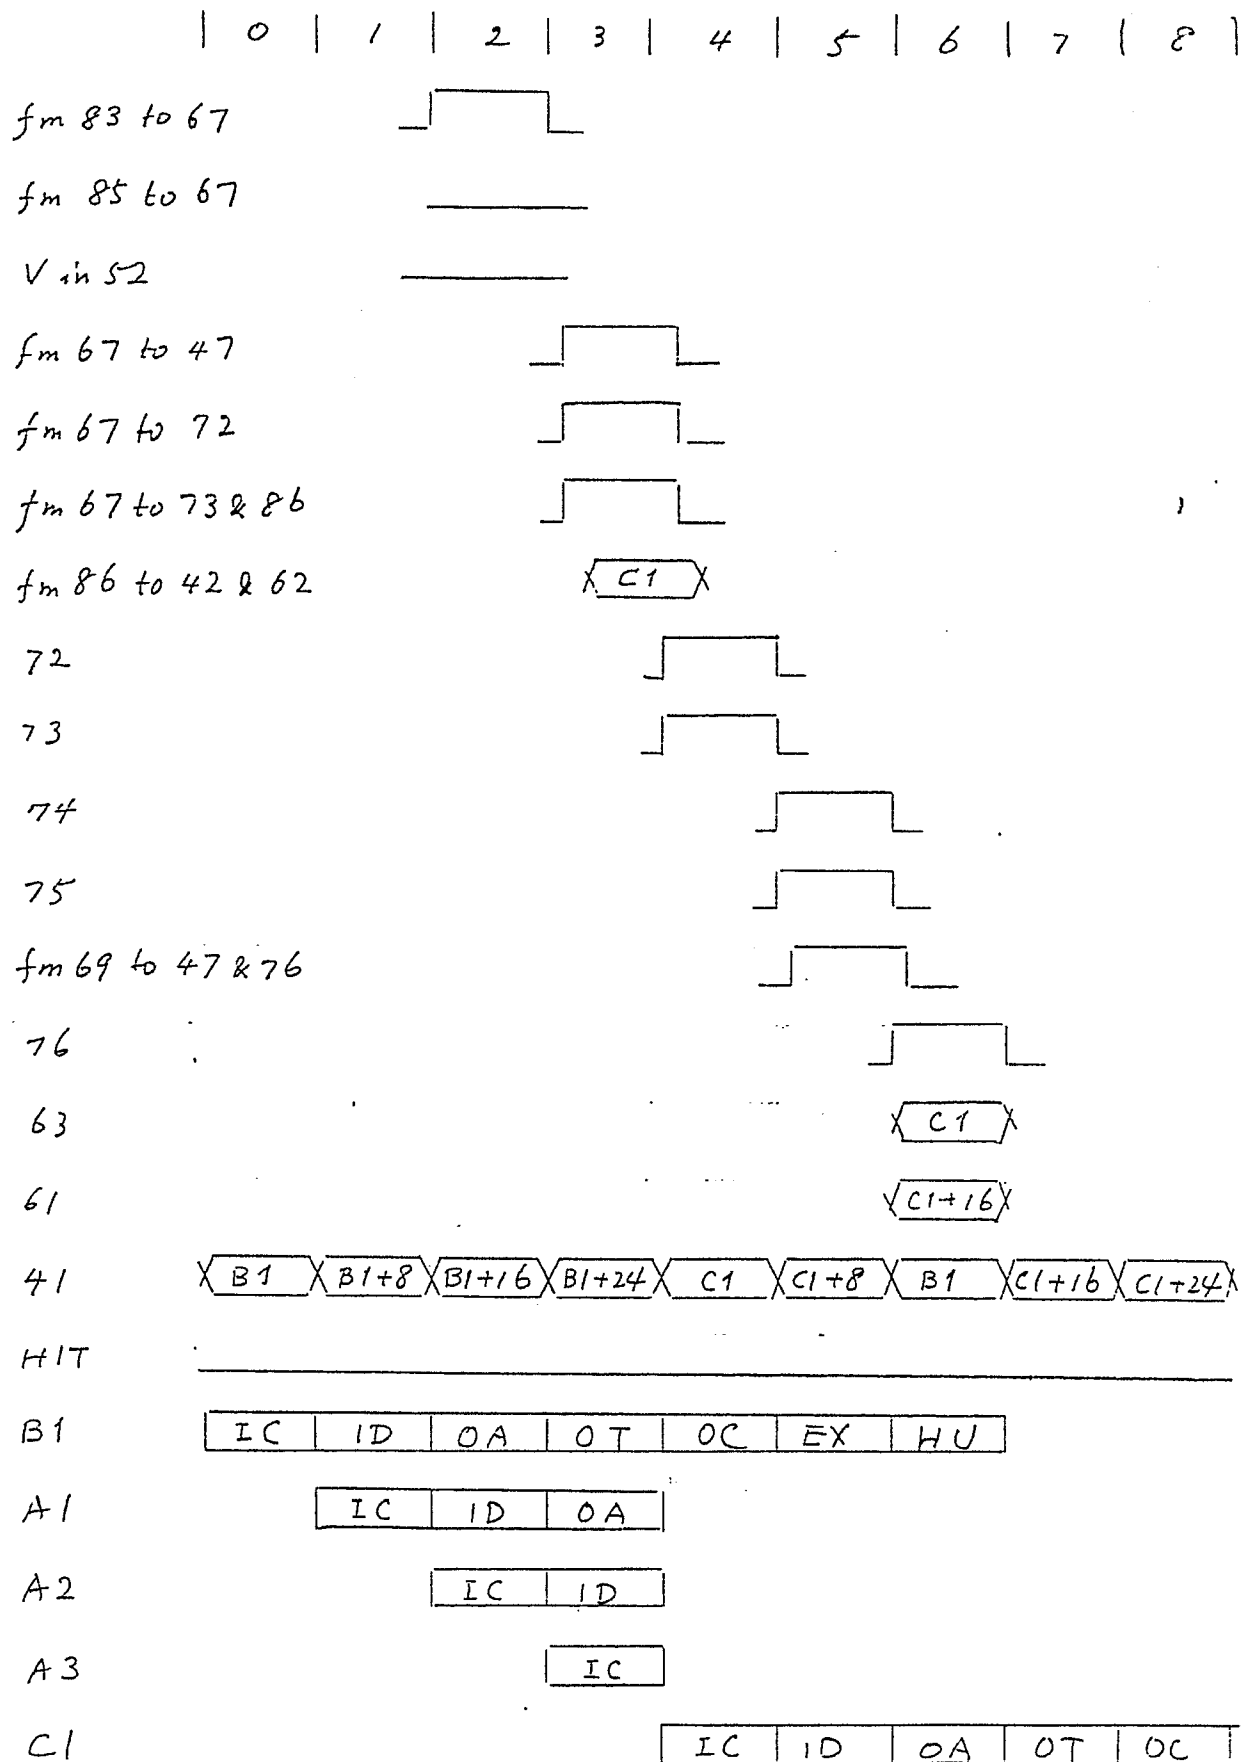 | 0 | 1 | 2 | 3 | 4 | 5 | 6 | 7 | 8 |
fm 83 to 67
fm 85 to 67
V in 52
fm 67 to 47
fm 67 to 72
fm 67 to 73 & 86
fm 86 to 42 & 62 C1
72
73
74
75
fm 69 to 47 & 76
76
63 C1
61 C1+16
41 B1 B1+8 B1+16 B1+24 C1 C1+8 B1 C1+16 C1+24
HIT
B1 IC ID OA OT OC EX HU
A1 IC ID OA
A2 IC ID
A3 IC
C1 IC ID OA OT OC